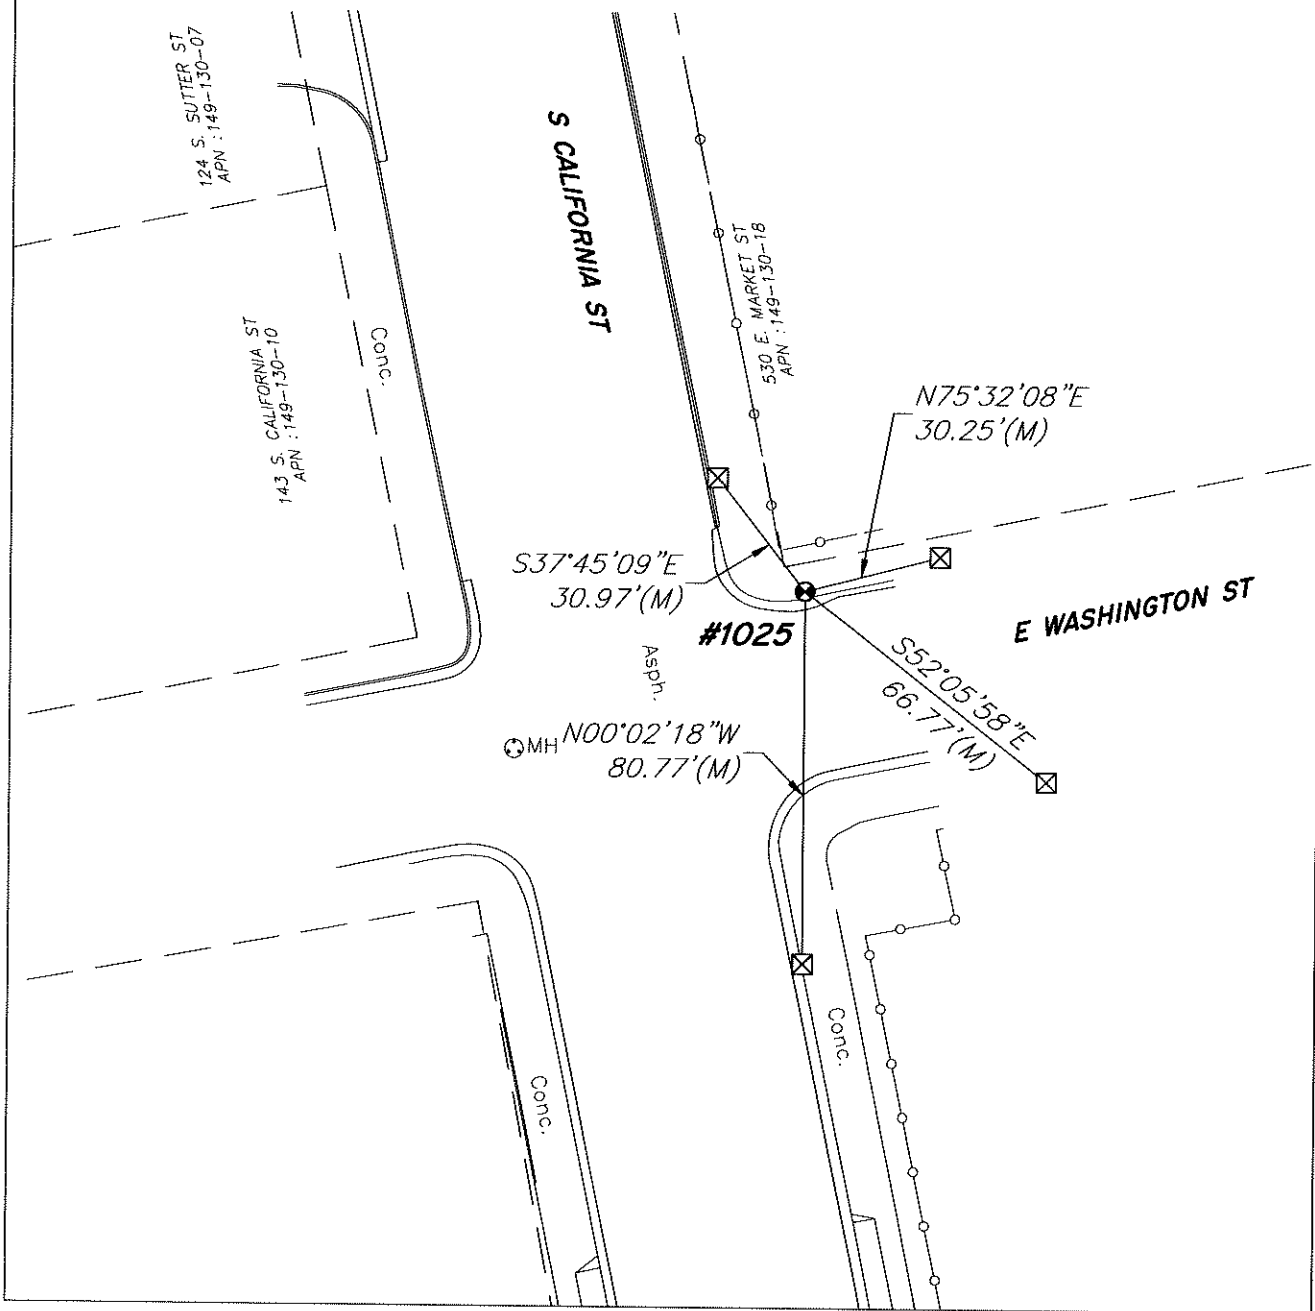 124 S. SUTTER ST
APN : 149-130-07
S CALIFORNIA ST
530 E. MARKET ST
APN : 149-130-18
143 S. CALIFORNIA ST
APN : 149-130-10
Conc.
N75°32'08"E
30.25'(M)
S37°45'09"E
30.97'(M)
#1025
E WASHINGTON ST
Asph.
S52°05'58"E
66.77'(M)
MH
N00°02'18"W
80.77'(M)
Conc.
Conc.